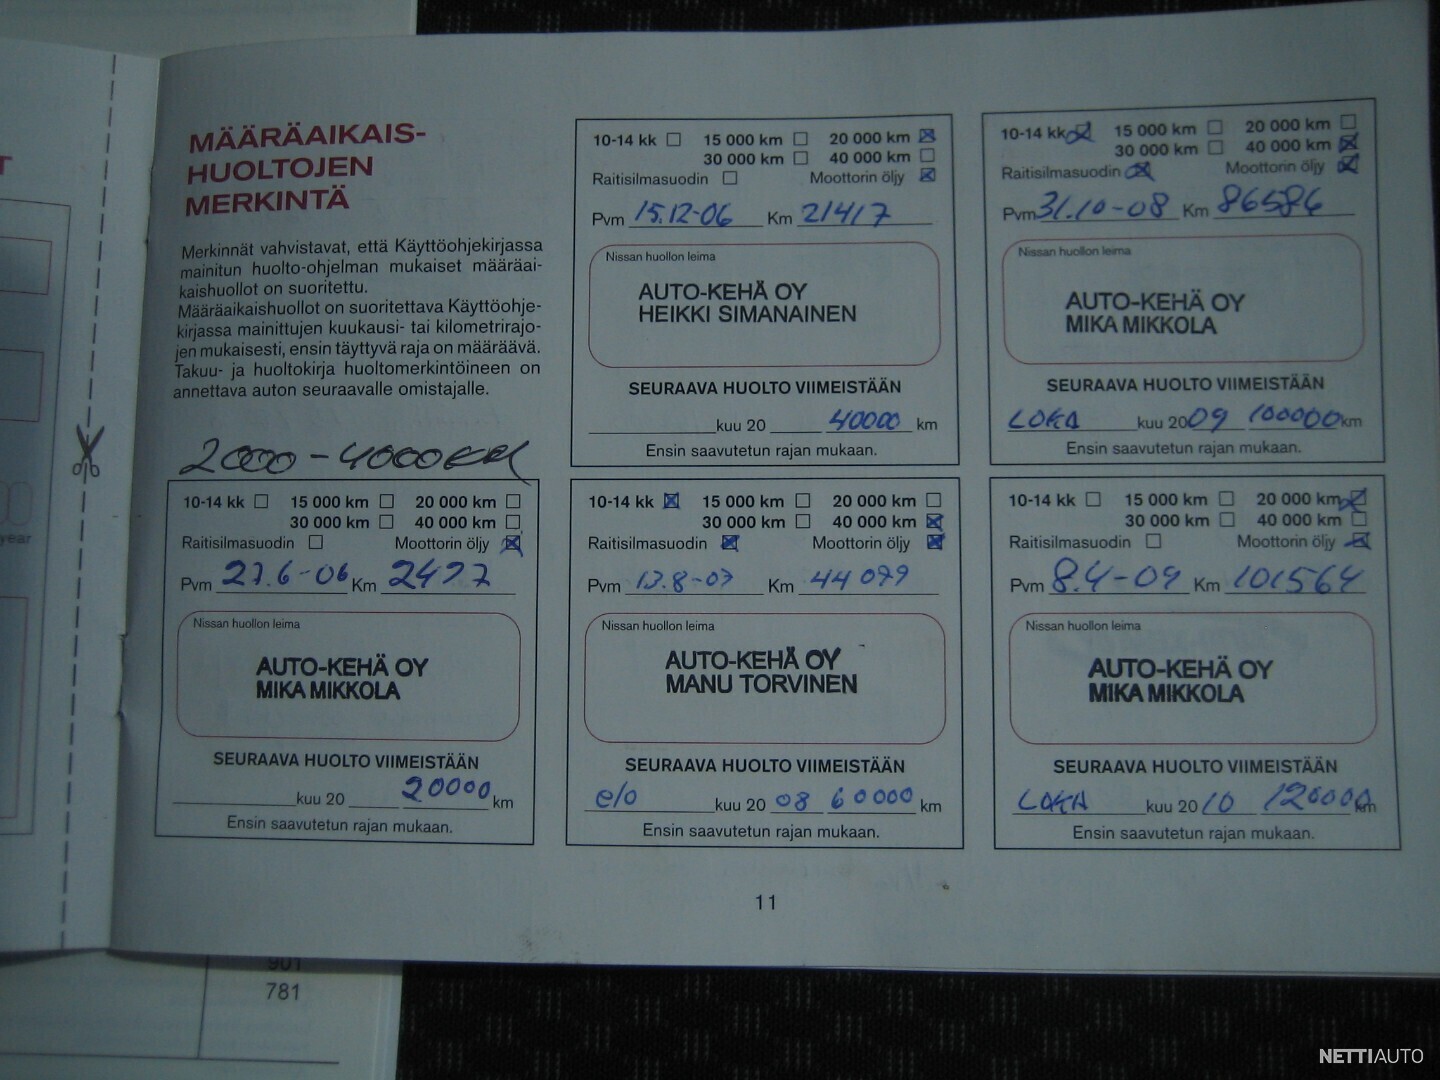 MÄÄRÄAIKAIS-
HUOLTOJEN
MERKINTÄ
Merkinnät vahvistavat, että Käyttöohjekirjassa
mainitun huolto-ohjelman mukaiset määräai-
kaishuollot on suoritettu.
Määräaikaishuollot on suoritettava Käyttöohje-
kirjassa mainittujen kuukausi- tai kilometrirajo-
jen mukaisesti, ensin täyttyvä raja on määräävä.
Takuu- ja huoltokirja huoltomerkintöineen on
annettava auton seuraavalle omistajalle.
2000-4000KM
10-14 kk 15 000 km 20 000 km
30 000 km 40 000 km
Raitisilmasuodin Moottorin öljy
Pvm 27.6-06 Km 2477
Nissan huollon leima
AUTO-KEHÄ OY
MIKA MIKKOLA
SEURAAVA HUOLTO VIIMEISTÄÄN
kuu 20 20000 km
Ensin saavutetun rajan mukaan.
10-14 kk 15 000 km 20 000 km
30 000 km 40 000 km
Raitisilmasuodin Moottorin öljy
Pvm 15.12-06 Km 21417
Nissan huollon leima
AUTO-KEHÄ OY
HEIKKI SIMANAINEN
SEURAAVA HUOLTO VIIMEISTÄÄN
kuu 20 40000 km
Ensin saavutetun rajan mukaan.
10-14 kk 15 000 km 20 000 km
30 000 km 40 000 km
Raitisilmasuodin Moottorin öljy
Pvm 13.8-07 Km 44099
Nissan huollon leima
AUTO-KEHÄ OY
MANU TORVINEN
SEURAAVA HUOLTO VIIMEISTÄÄN
elo kuu 20 08 60000 km
Ensin saavutetun rajan mukaan.
10-14 kk 15 000 km 20 000 km
30 000 km 40 000 km
Raitisilmasuodin Moottorin öljy
Pvm 31.10-08 Km 86586
Nissan huollon leima
AUTO-KEHÄ OY
MIKA MIKKOLA
SEURAAVA HUOLTO VIIMEISTÄÄN
LOKA kuu 2009 100000 km
Ensin saavutetun rajan mukaan.
10-14 kk 15 000 km 20 000 km
30 000 km 40 000 km
Raitisilmasuodin Moottorin öljy
Pvm 8.4-09 Km 101564
Nissan huollon leima
AUTO-KEHÄ OY
MIKA MIKKOLA
SEURAAVA HUOLTO VIIMEISTÄÄN
LOKA kuu 20 10 120000 km
Ensin saavutetun rajan mukaan.
11
year
901
781
NETTIAUTO